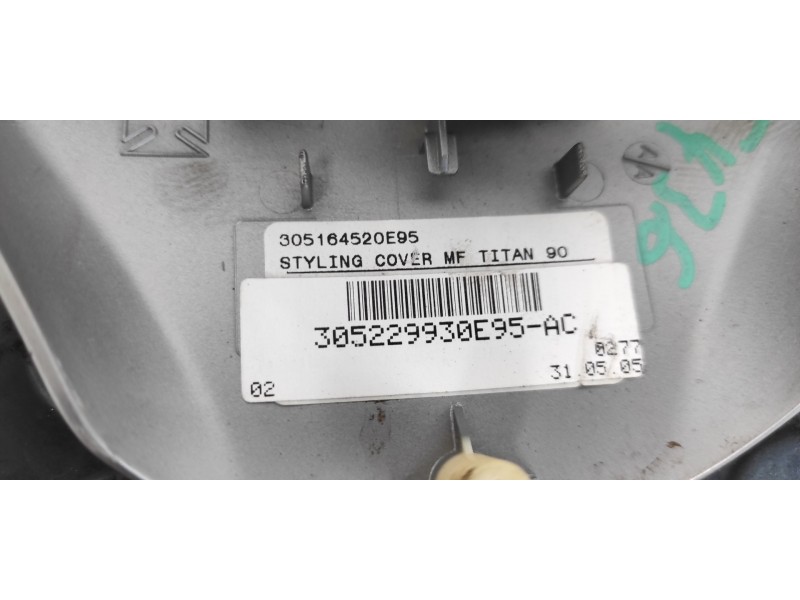 305164520E95
STYLING COVER MF TITAN 90
305229930E95-AC
0277
02
31.05.05